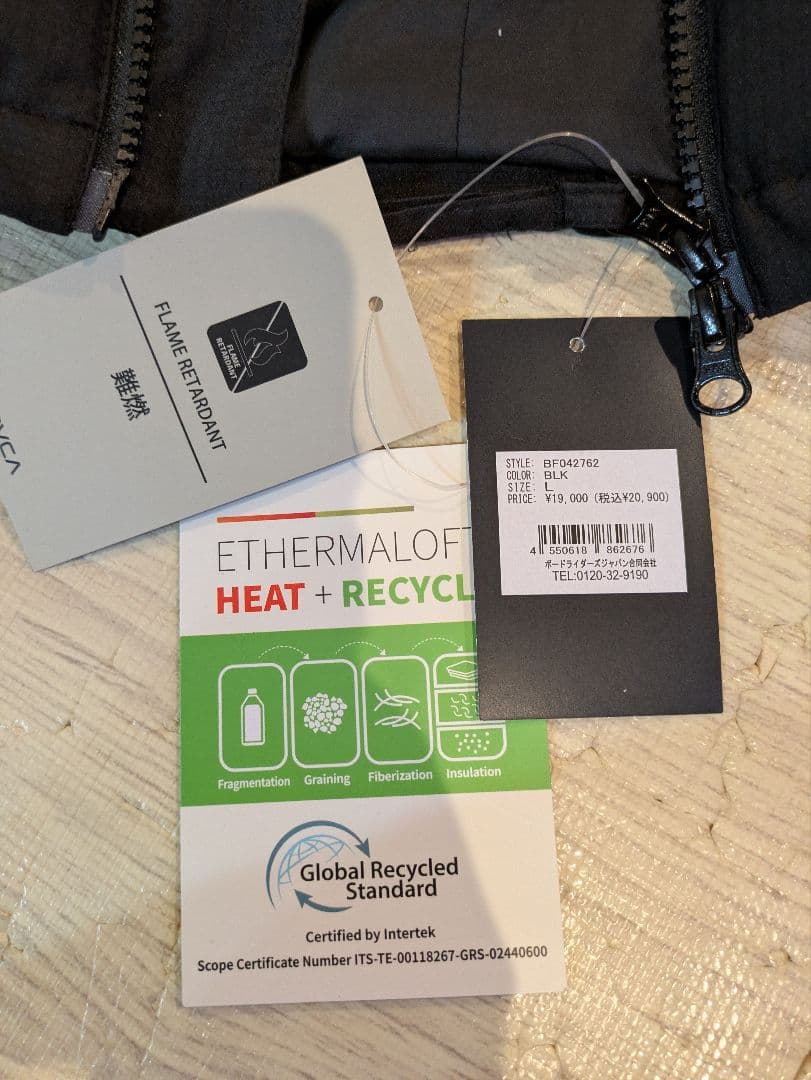 FLAME
RETARDANT
FLAME RETARDANT
難燃
STYLE: BF042762
COLOR: BLK
SIZE: L
PRICE: ¥19,000 (税込¥20,900)
4 550618 862676
ボードライダーズジャパン合同会社
TEL:0120-32-9190
ETHERMALOFT
HEAT + RECYCL
Fragmentation Graining Fiberization Insulation
Global Recycled
Standard
Certified by Intertek
Scope Certificate Number ITS-TE-00118267-GRS-02440600